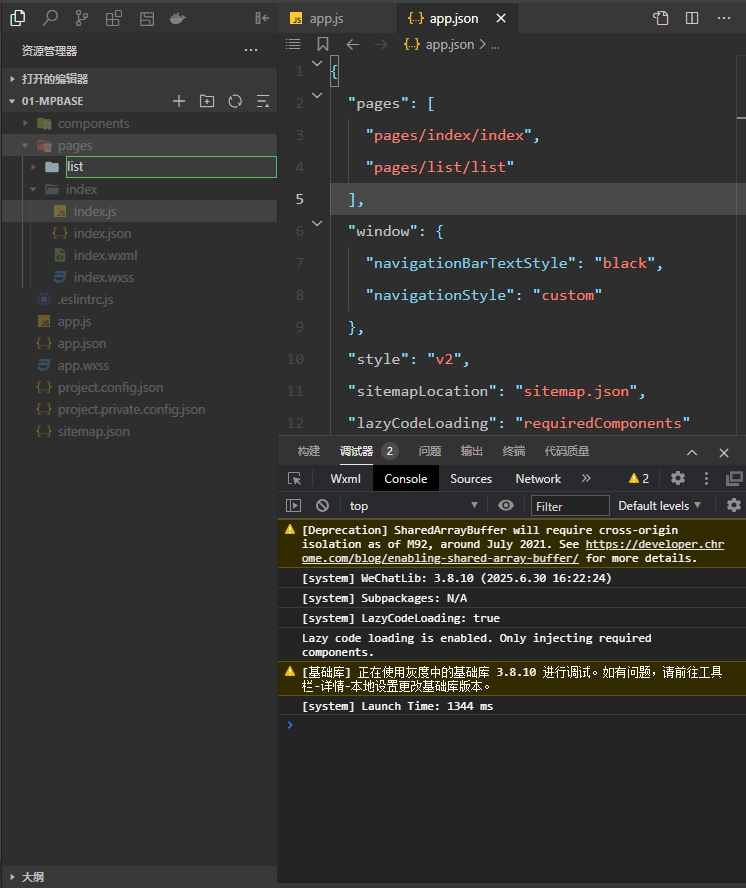 资源管理器
打开的编辑器
01-MPBASE
components
pages
list
index
index.js
index.json
index.wxml
index.wxss
.eslintrc.js
app.js
app.json
app.wxss
project.config.json
project.private.config.json
sitemap.json
大纲
JS app.js
{..} app.json
{..} app.json > ...
1 {
2 "pages": [
3 "pages/index/index",
4 "pages/list/list"
5 ],
6 "window": {
7 "navigationBarTextStyle": "black",
8 "navigationStyle": "custom"
9 },
10 "style": "v2",
11 "sitemapLocation": "sitemap.json",
12 "lazyCodeLoading": "requiredComponents"
构建 调试器 2 问题 输出 终端 代码质量
Wxml Console Sources Network » 2
top Filter Default levels
[Deprecation] SharedArrayBuffer will require cross-origin
isolation as of M92, around July 2021. See https://developer.chr
ome.com/blog/enabling-shared-array-buffer/ for more details.
[system] WeChatLib: 3.8.10 (2025.6.30 16:22:24)
[system] Subpackages: N/A
[system] LazyCodeLoading: true
Lazy code loading is enabled. Only injecting required
components.
[基础库] 正在使用灰度中的基础库 3.8.10 进行调试。如有问题，请前往工具
栏-详情-本地设置更改基础库版本。
[system] Launch Time: 1344 ms